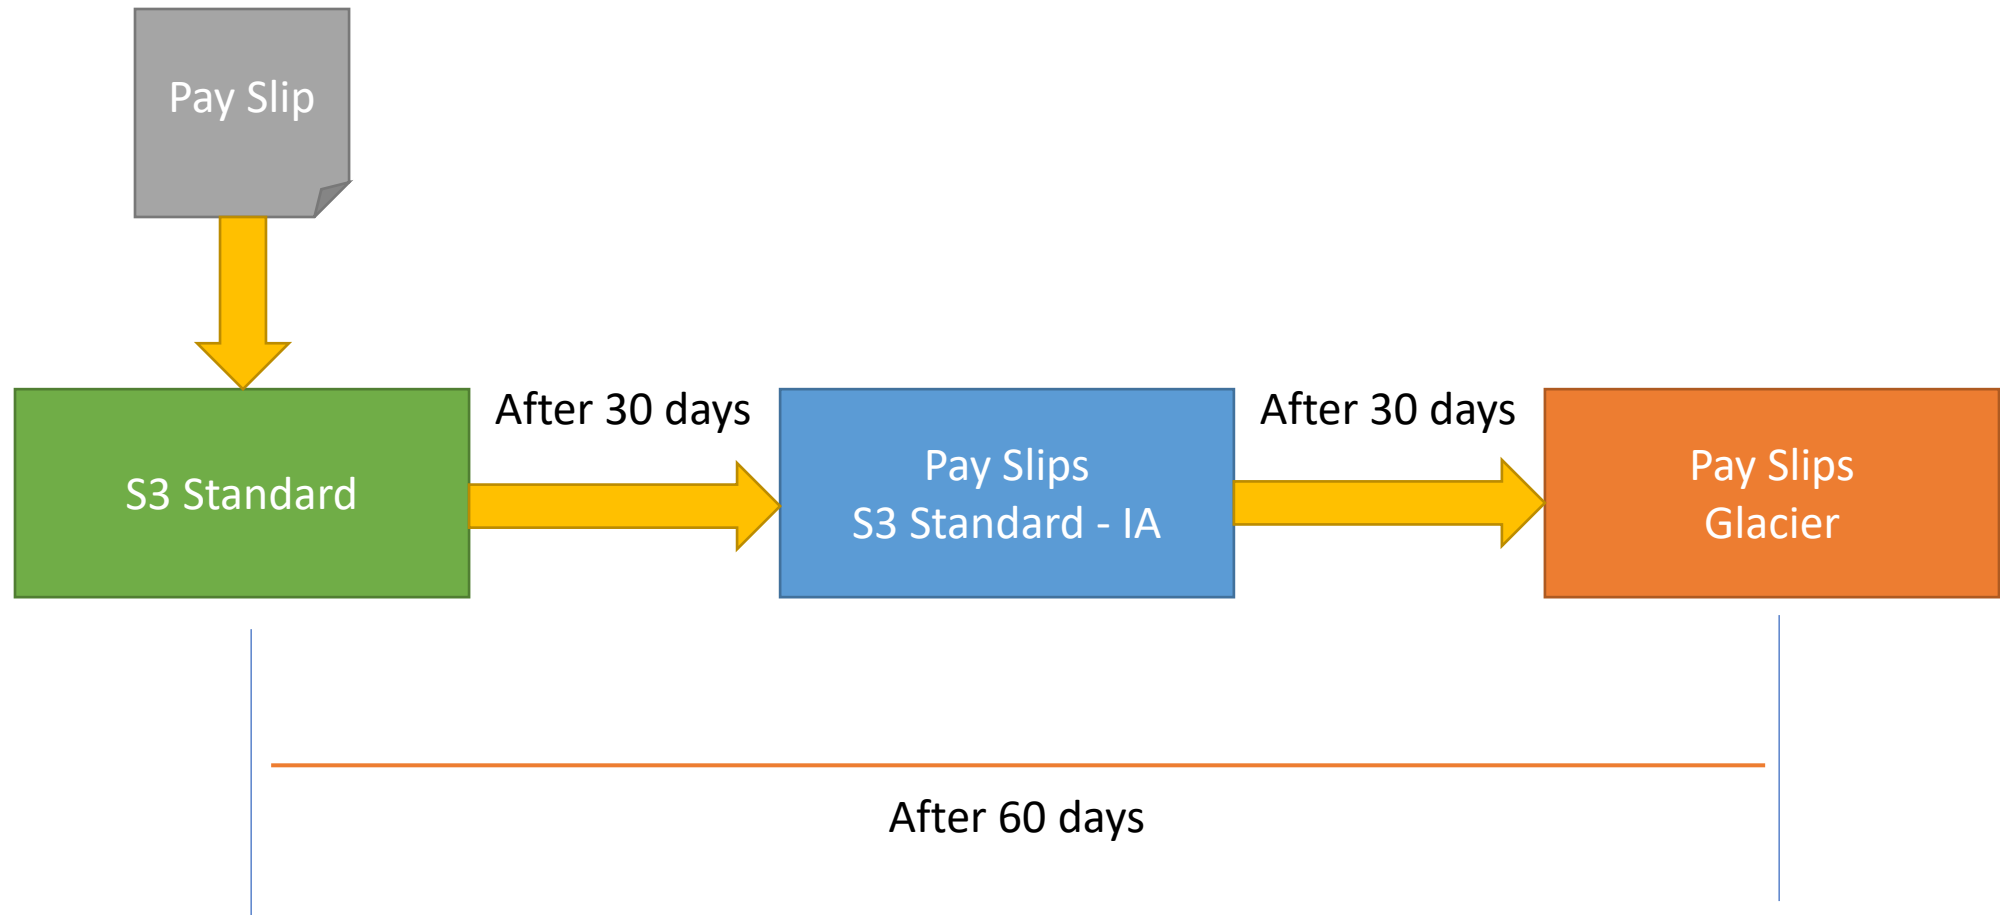 Pay Slip
After 30 days
After 30 days
S3 Standard
Pay Slips
S3 Standard - IA
Pay Slips
Glacier
After 60 days